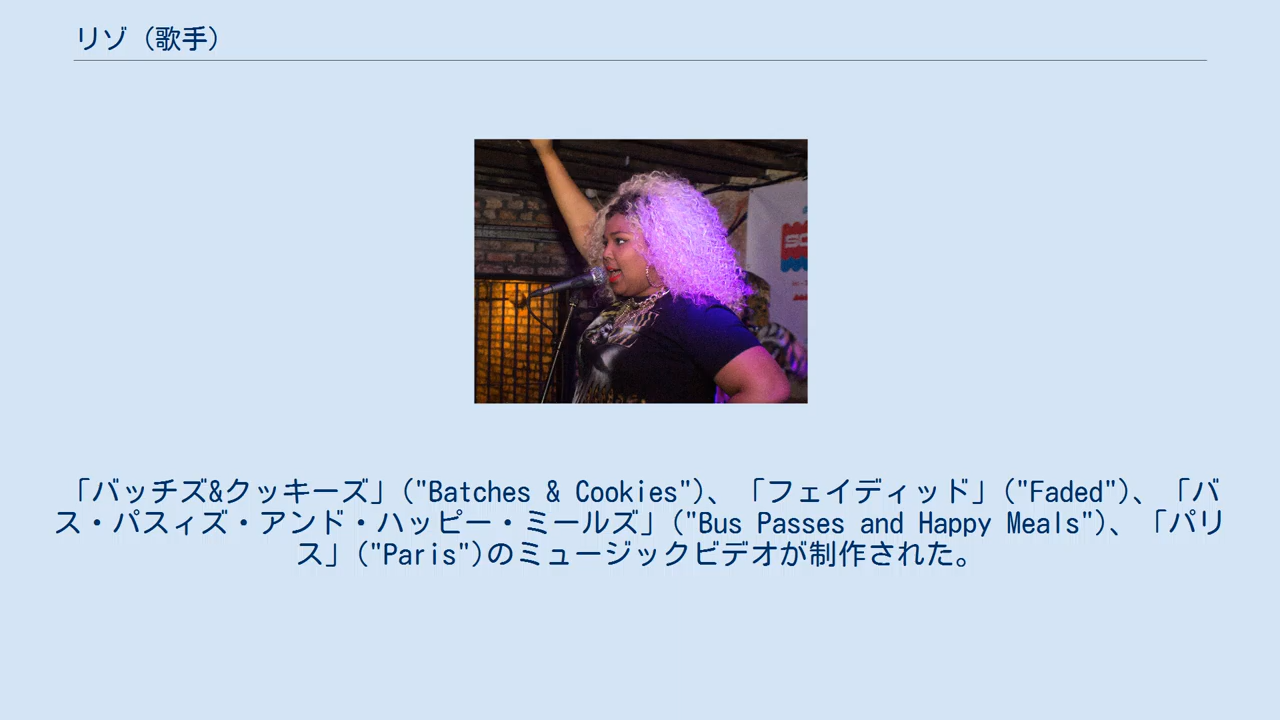 リゾ（歌手）
「バッチズ&クッキーズ」("Batches & Cookies")、「フェイディッド」("Faded")、「バ
ス・パスィズ・アンド・ハッピー・ミールズ」("Bus Passes and Happy Meals")、「パリ
ス」("Paris")のミュージックビデオが制作された。